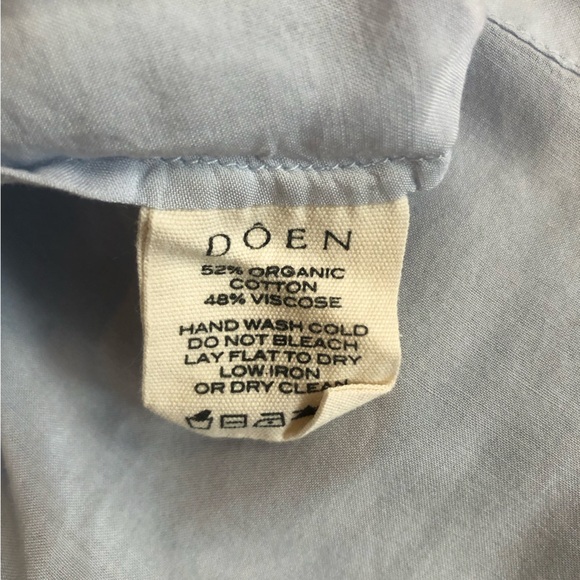 DÔEN
52% ORGANIC
COTTON
48% VISCOSE
HAND WASH COLD
DO NOT BLEACH
LAY FLAT TO DRY
LOW IRON
OR DRY CLEAN